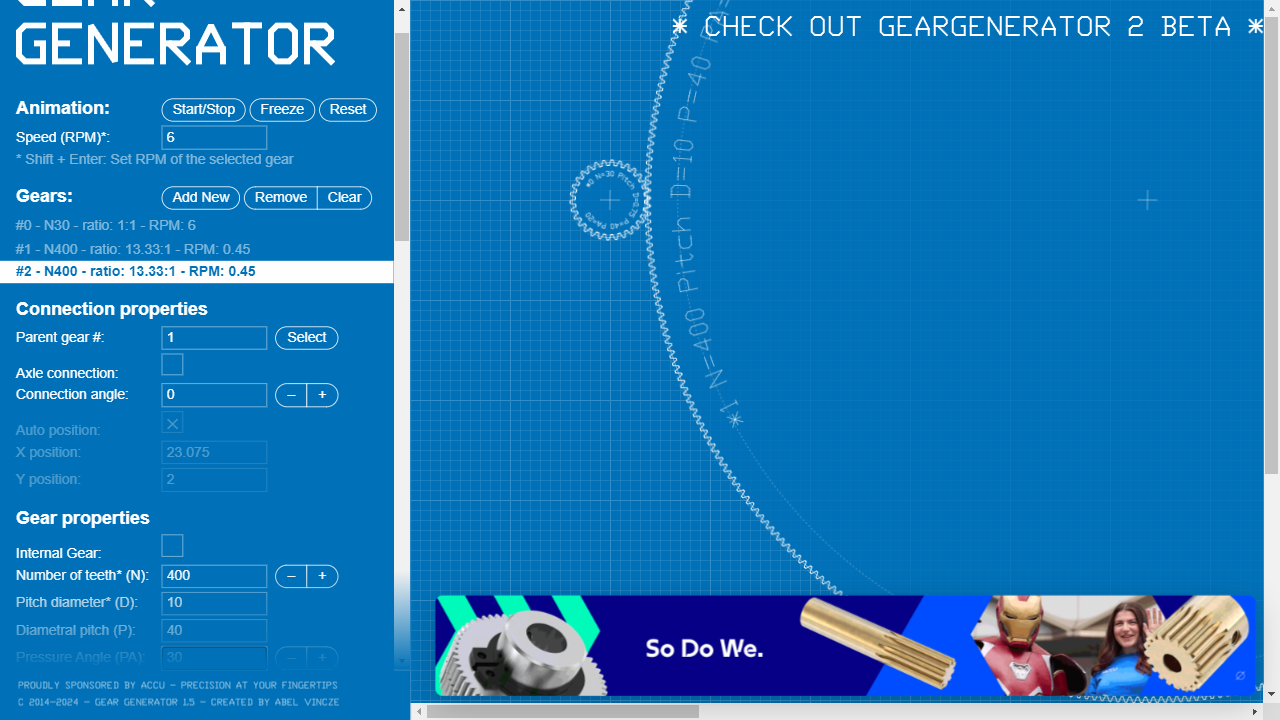 GEAR
GENERATOR
Animation:
Start/Stop
Freeze
Reset
Speed (RPM)*:
6
* Shift + Enter: Set RPM of the selected gear
Gears:
Add New
Remove
Clear
#0 - N30 - ratio: 1:1 - RPM: 6
#1 - N400 - ratio: 13.33:1 - RPM: 0.45
#2 - N400 - ratio: 13.33:1 - RPM: 0.45
Connection properties
Parent gear #:
1
Select
Axle connection:
Connection angle:
0
–
+
Auto position:
X position:
23.075
Y position:
2
Gear properties
Internal Gear:
Number of teeth* (N):
400
–
+
Pitch diameter* (D):
10
Diametral pitch (P):
40
Pressure Angle (PA):
30
–
+
PROUDLY SPONSORED BY ACCU - PRECISION AT YOUR FINGERTIPS
C 2014-2024 - GEAR GENERATOR 1.5 - CREATED BY ABEL VINCZE
* CHECK OUT GEARGENERATOR 2 BETA *
#0 N=30 Pitch D=0.75 P=40 PA=20
#1 N=400 Pitch D=10 P=40
So Do We.